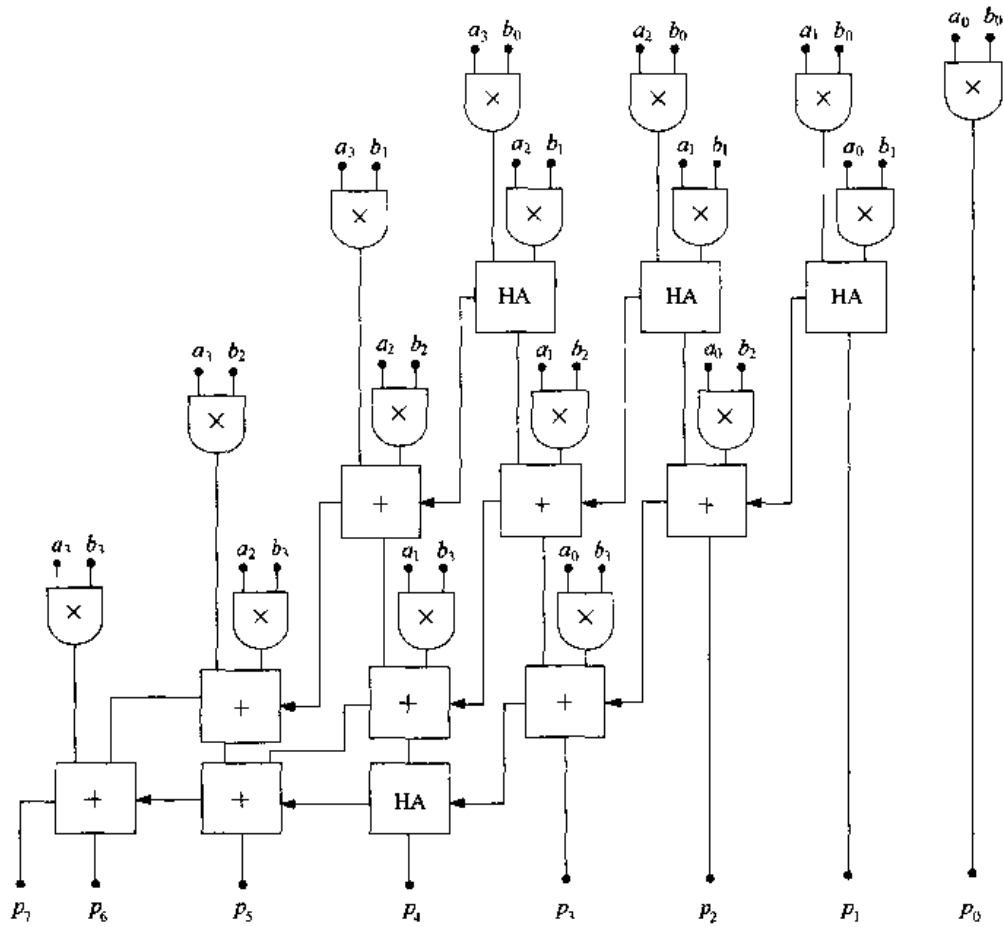 a₃ b₀ a₂ b₀ a₁ b₀ a₀ b₀
× × × ×
a₃ b₁ a₂ b₁ a₁ b₁ a₀ b₁
× × × ×
HA HA HA
a₃ b₂ a₂ b₂ a₁ b₂ a₀ b₂
× × × ×
+ + +
a₃ b₃ a₂ b₃ a₁ b₃ a₀ b₃
× × × ×
+ + +
+ + HA
p₇ p₆ p₅ p₄ p₃ p₂ p₁ p₀